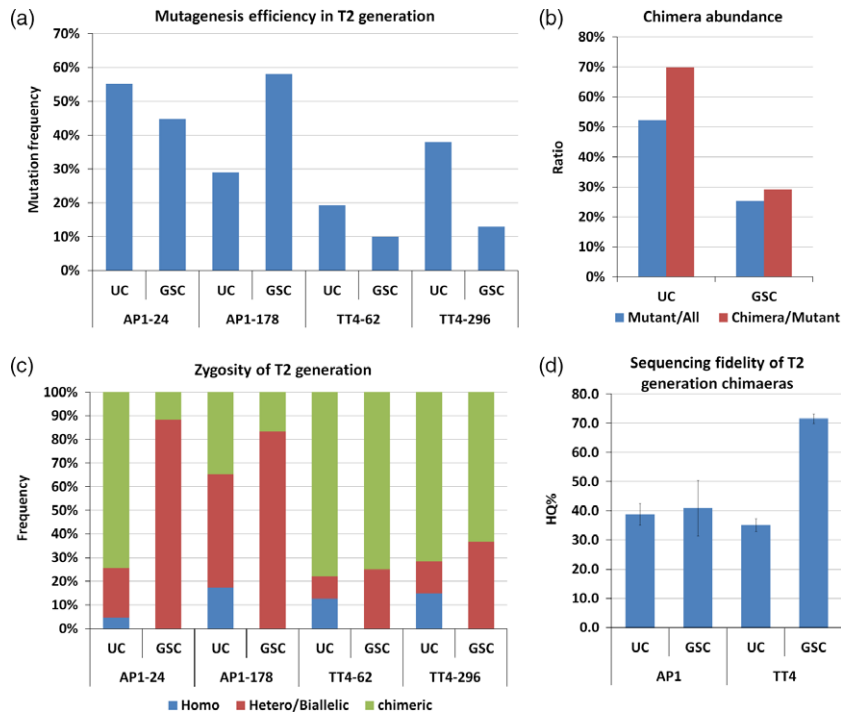 (a)
Mutagenesis efficiency in T2 generation
Mutation frequency
70%
60%
50%
40%
30%
20%
10%
0%
UC GSC UC GSC UC GSC UC GSC
AP1-24 AP1-178 TT4-62 TT4-296
(b)
Chimera abundance
Ratio
80%
70%
60%
50%
40%
30%
20%
10%
0%
UC GSC
Mutant/All Chimera/Mutant
(c)
Zygosity of T2 generation
Frequency
100%
90%
80%
70%
60%
50%
40%
30%
20%
10%
0%
UC GSC UC GSC UC GSC UC GSC
AP1-24 AP1-178 TT4-62 TT4-296
Homo Hetero/Biallelic chimeric
(d)
Sequencing fidelity of T2
generation chimaeras
HQ%
80.0
70.0
60.0
50.0
40.0
30.0
20.0
10.0
0.0
UC GSC UC GSC
AP1 TT4